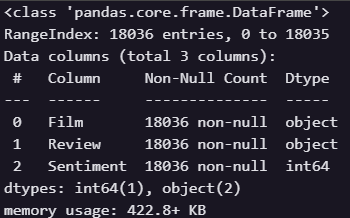 <class 'pandas.core.frame.DataFrame'>
RangeIndex: 18036 entries, 0 to 18035
Data columns (total 3 columns):
 #   Column     Non-Null Count  Dtype
---  ------     --------------  -----
 0   Film       18036 non-null  object
 1   Review     18036 non-null  object
 2   Sentiment  18036 non-null  int64
dtypes: int64(1), object(2)
memory usage: 422.8+ KB